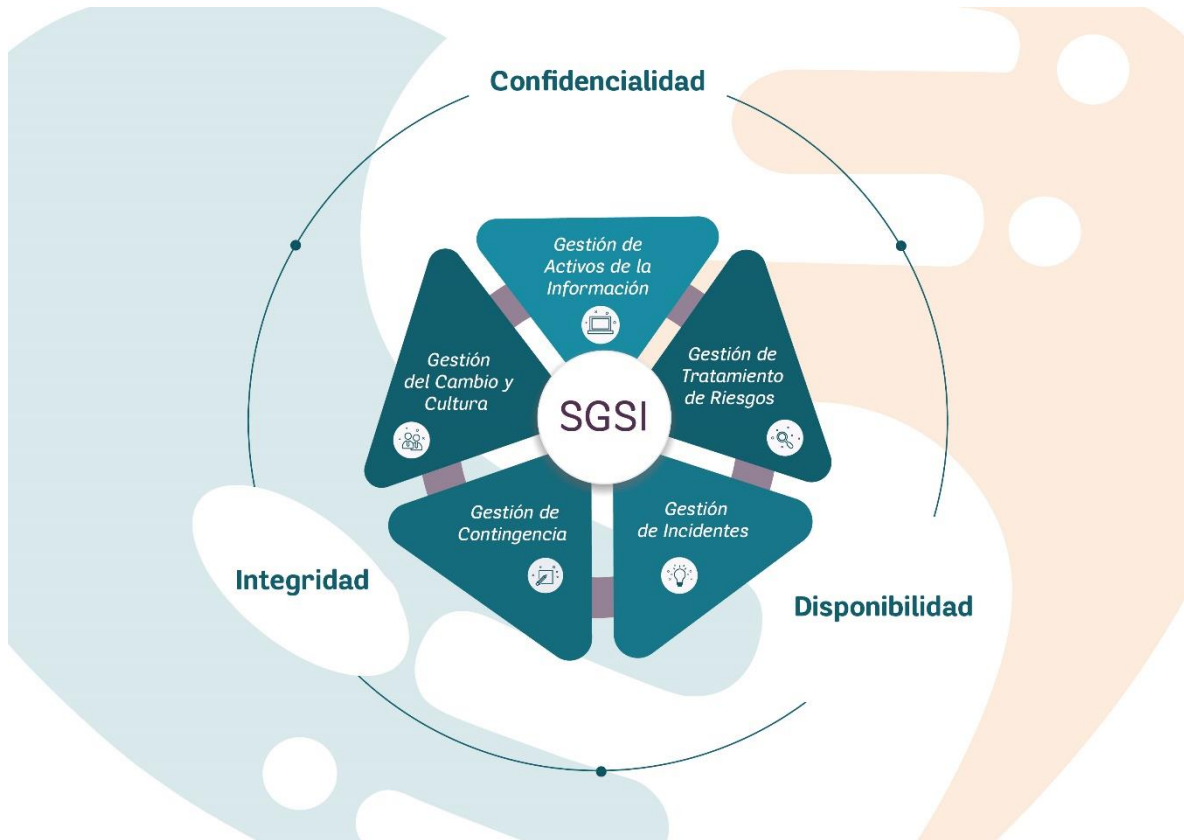 Confidencialidad
Gestión de
Activos de la
Información
Gestión
del Cambio y
Cultura
Gestión de
Tratamiento
de Riesgos
SGSI
Gestión de
Contingencia
Gestión
de Incidentes
Integridad
Disponibilidad